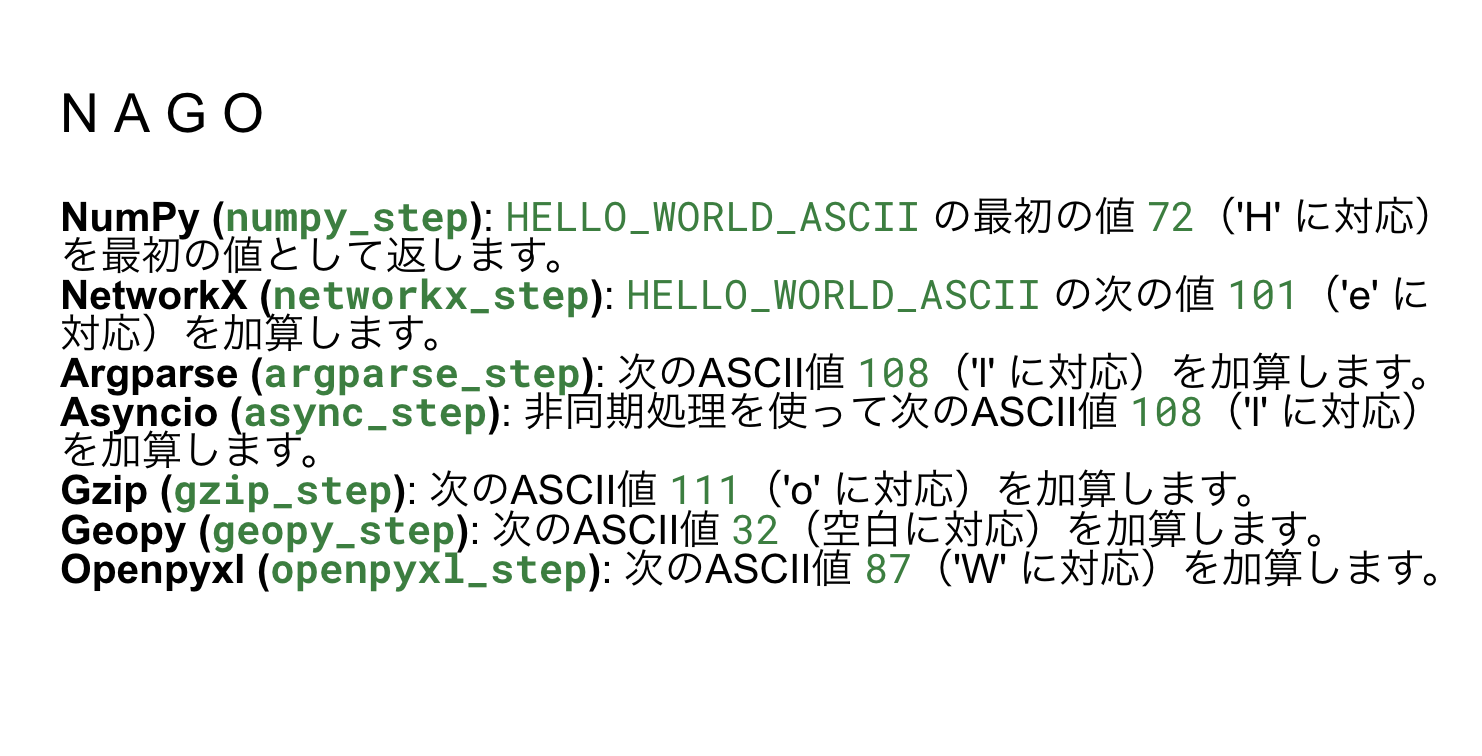 N A G O
NumPy (numpy_step): HELLO_WORLD_ASCII の最初の値 72（'H' に対応）
を最初の値として返します。
NetworkX (networkx_step): HELLO_WORLD_ASCII の次の値 101（'e' に
対応）を加算します。
Argparse (argparse_step): 次のASCII値 108（'l' に対応）を加算します。
Asyncio (async_step): 非同期処理を使って次のASCII値 108（'l' に対応）
を加算します。
Gzip (gzip_step): 次のASCII値 111（'o' に対応）を加算します。
Geopy (geopy_step): 次のASCII値 32（空白に対応）を加算します。
Openpyxl (openpyxl_step): 次のASCII値 87（'W' に対応）を加算します。